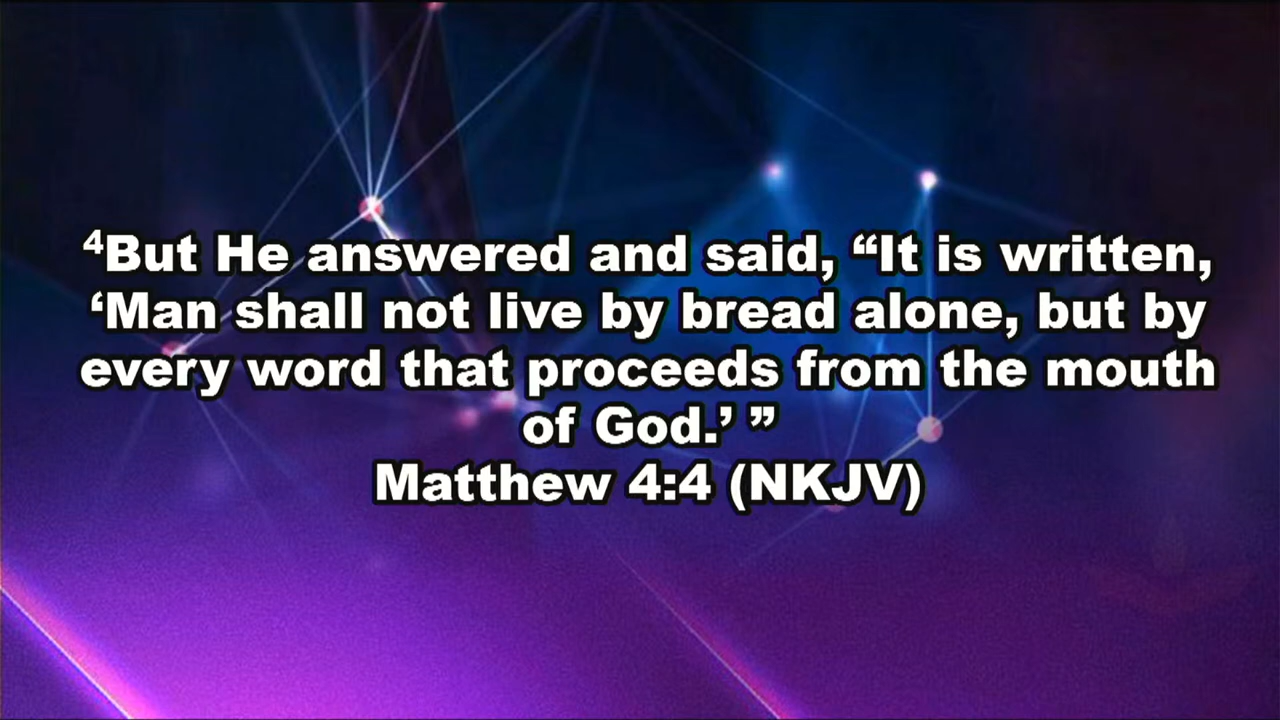 ⁴But He answered and said, “It is written,
‘Man shall not live by bread alone, but by
every word that proceeds from the mouth
of God.’ ”
Matthew 4:4 (NKJV)